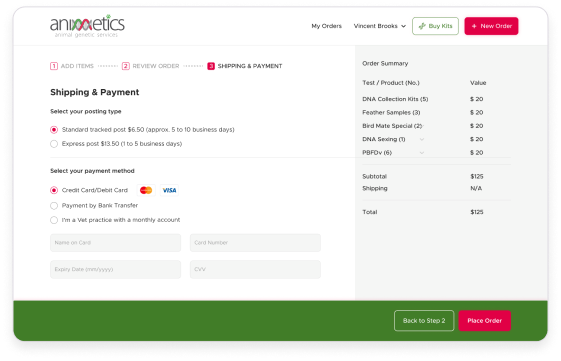 animetics
animal genetic services
My Orders
Vincent Brooks
Buy Kits
+ New Order
1 ADD ITEMS
2 REVIEW ORDER
3 SHIPPING & PAYMENT
Shipping & Payment
Select your posting type
Standard tracked post $6.50 (approx. 5 to 10 business days)
Express post $13.50 (1 to 5 business days)
Select your payment method
Credit Card/Debit Card VISA
Payment by Bank Transfer
I'm a Vet practice with a monthly account
Name on Card
Card Number
Expiry Date (mm/yyyy)
CVV
Order Summary
Test / Product (No.) Value
DNA Collection Kits (5) $ 20
Feather Samples (3) $ 20
Bird Mate Special (2) $ 20
DNA Sexing (1) $ 20
PBFDv (6) $ 20
Subtotal $125
Shipping N/A
Total $125
Back to Step 2
Place Order